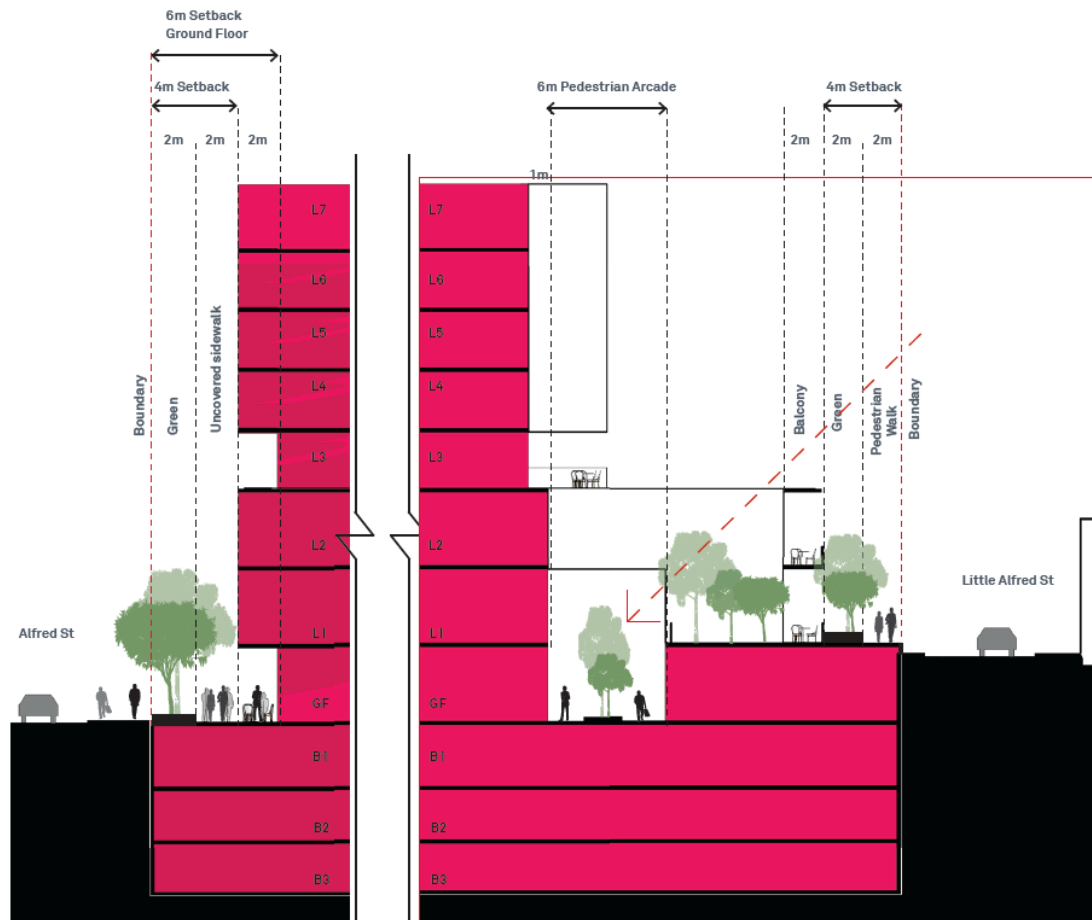 6m Setback
Ground Floor
4m Setback
6m Pedestrian Arcade
4m Setback
2m
2m
2m
2m
2m
2m
1m
L7
L7
L6
L6
L5
L5
L4
L4
L3
L3
L2
L2
L1
L1
GF
GF
B1
B1
B2
B2
B3
B3
Boundary
Green
Uncovered sidewalk
Balcony
Green
Pedestrian
Walk
Boundary
Alfred St
Little Alfred St